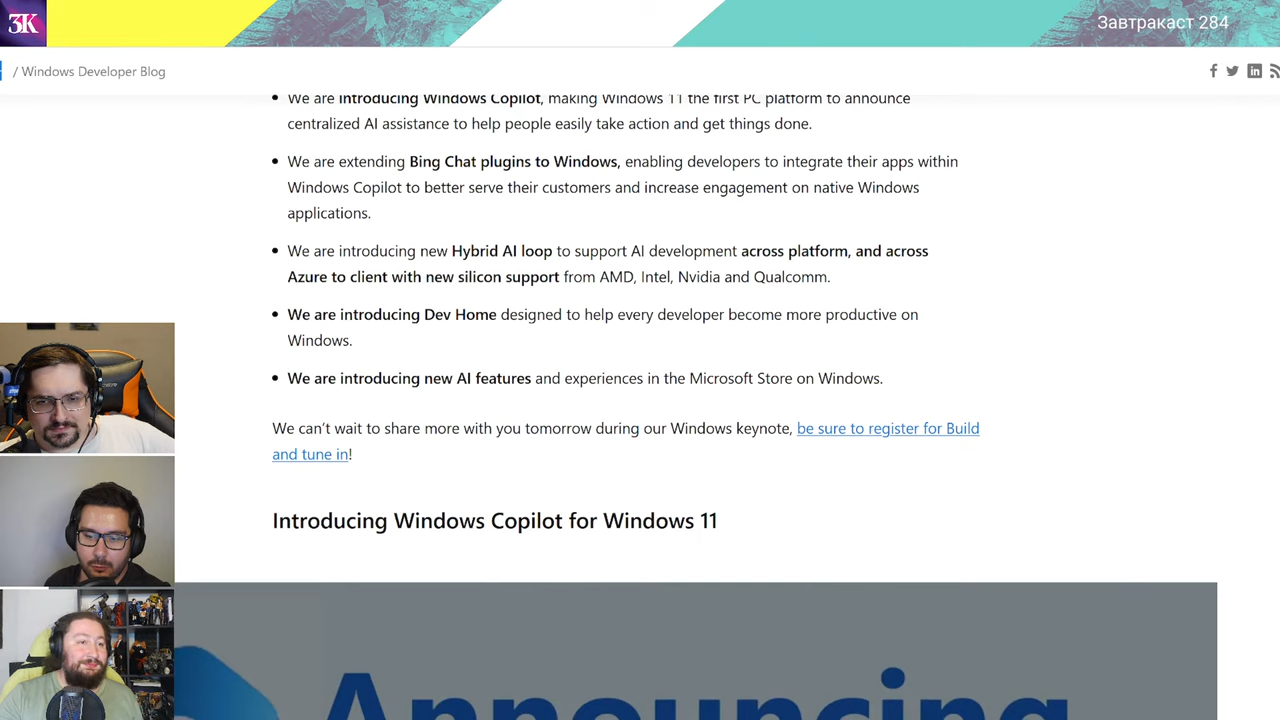 3K
Завтракаст 284
/ Windows Developer Blog
We are introducing Windows Copilot, making Windows 11 the first PC platform to announce
centralized AI assistance to help people easily take action and get things done.
We are extending Bing Chat plugins to Windows, enabling developers to integrate their apps within
Windows Copilot to better serve their customers and increase engagement on native Windows
applications.
We are introducing new Hybrid AI loop to support AI development across platform, and across
Azure to client with new silicon support from AMD, Intel, Nvidia and Qualcomm.
We are introducing Dev Home designed to help every developer become more productive on
Windows.
We are introducing new AI features and experiences in the Microsoft Store on Windows.
We can’t wait to share more with you tomorrow during our Windows keynote, be sure to register for Build
and tune in!
Introducing Windows Copilot for Windows 11
Announcing